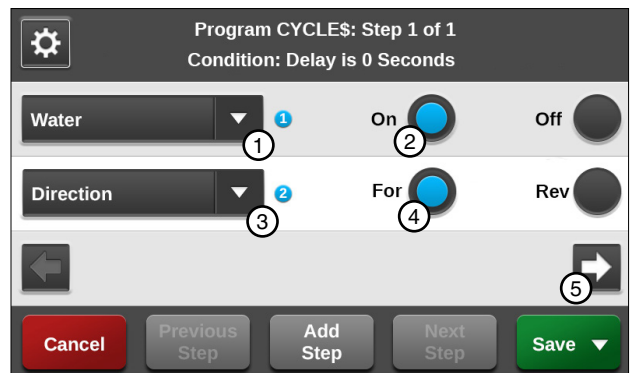 Program CYCLE$: Step 1 of 1
Condition: Delay is 0 Seconds
Water 1 On Off
1 2
Direction 2 For Rev
3 4
5
Cancel Previous Step Add Step Next Step Save